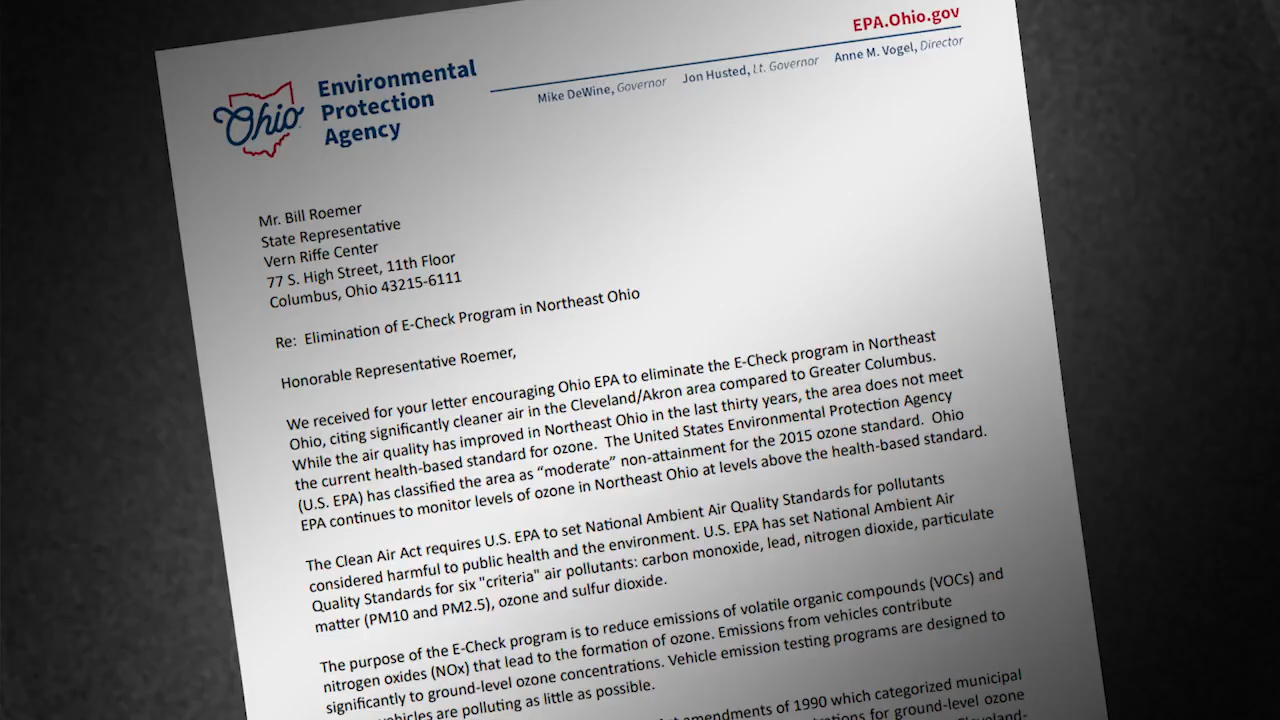 EPA.Ohio.gov
Ohio
Environmental
Protection
Agency
Mike DeWine, Governor Jon Husted, Lt. Governor Anne M. Vogel, Director
Mr. Bill Roemer
State Representative
Vern Riffe Center
77 S. High Street, 11th Floor
Columbus, Ohio 43215-6111
Re: Elimination of E-Check Program in Northeast Ohio
Honorable Representative Roemer,
We received for your letter encouraging Ohio EPA to eliminate the E-Check program in Northeast
Ohio, citing significantly cleaner air in the Cleveland/Akron area compared to Greater Columbus.
While the air quality has improved in Northeast Ohio in the last thirty years, the area does not meet
the current health-based standard for ozone. The United States Environmental Protection Agency
(U.S. EPA) has classified the area as “moderate” non-attainment for the 2015 ozone standard. Ohio
EPA continues to monitor levels of ozone in Northeast Ohio at levels above the health-based standard.
The Clean Air Act requires U.S. EPA to set National Ambient Air Quality Standards for pollutants
considered harmful to public health and the environment. U.S. EPA has set National Ambient Air
Quality Standards for six "criteria" air pollutants: carbon monoxide, lead, nitrogen dioxide, particulate
matter (PM10 and PM2.5), ozone and sulfur dioxide.
The purpose of the E-Check program is to reduce emissions of volatile organic compounds (VOCs) and
nitrogen oxides (NOx) that lead to the formation of ozone. Emissions from vehicles contribute
significantly to ground-level ozone concentrations. Vehicle emission testing programs are designed to
vehicles are polluting as little as possible.
amendments of 1990 which categorized municipal
for ground-level ozone
Cleveland-